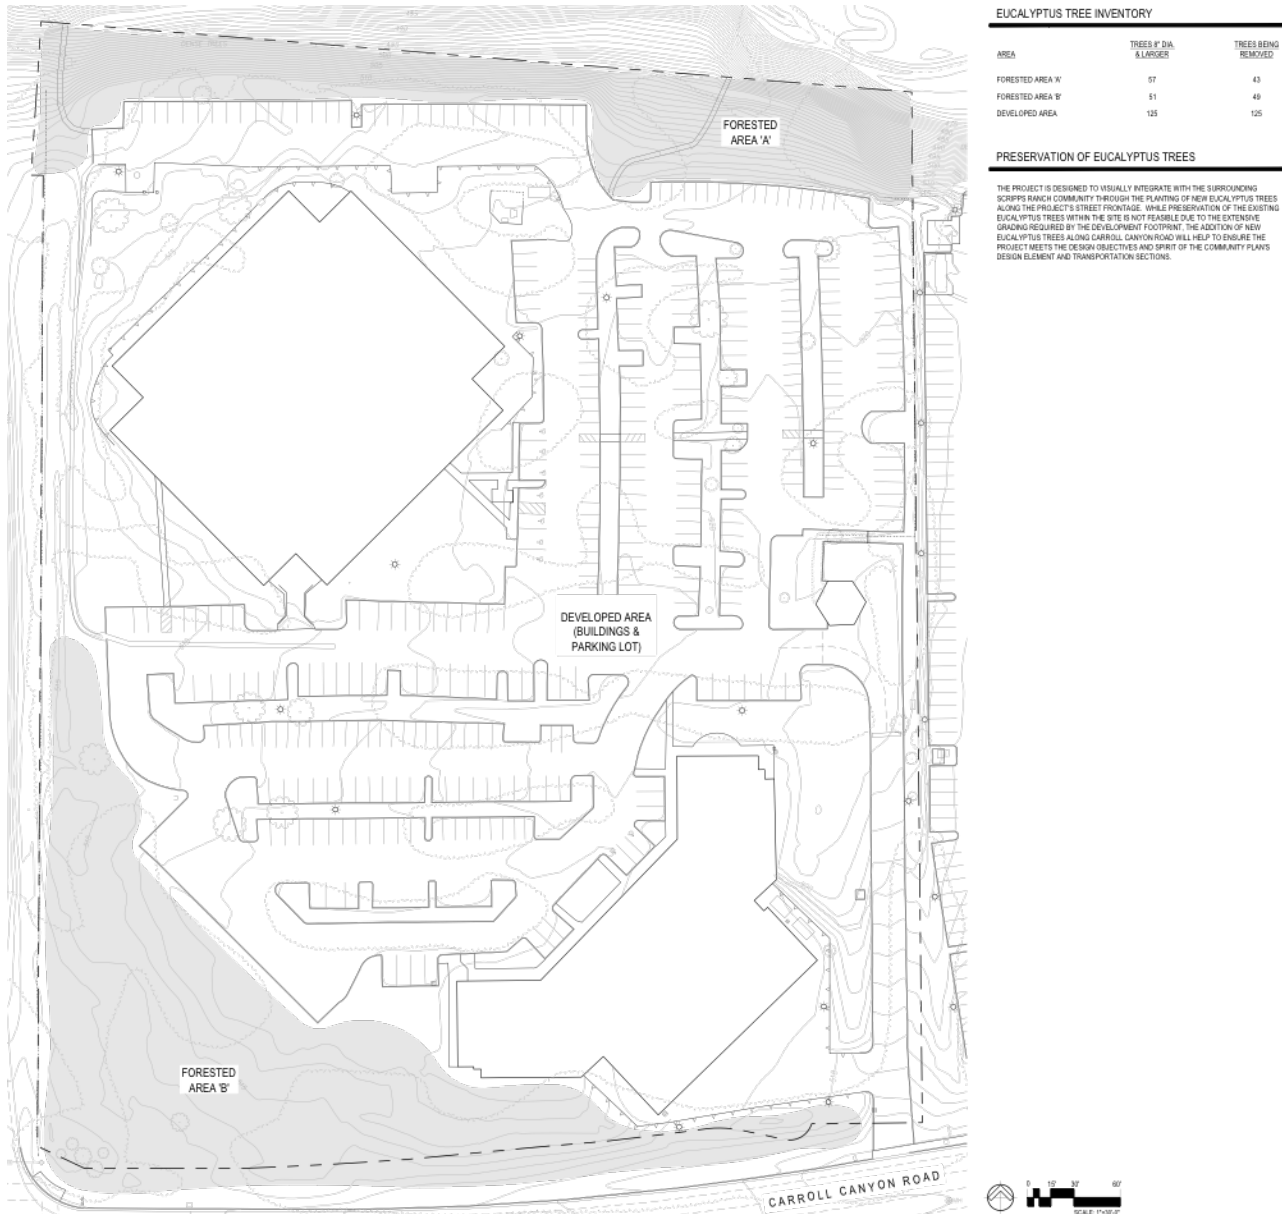 EUCALYPTUS TREE INVENTORY
AREA
TREES 8" DIA.
& LARGER
TREES BEING
REMOVED
FORESTED AREA 'A' 57 43
FORESTED AREA 'B' 51 49
DEVELOPED AREA 125 125
PRESERVATION OF EUCALYPTUS TREES
THE PROJECT IS DESIGNED TO VISUALLY INTEGRATE WITH THE SURROUNDING
SCRIPPS RANCH COMMUNITY THROUGH THE PLANTING OF NEW EUCALYPTUS TREES
ALONG THE PROJECT'S STREET FRONTAGE. WHILE PRESERVATION OF THE EXISTING
EUCALYPTUS TREES WITHIN THE SITE IS NOT FEASIBLE DUE TO THE EXTENSIVE
GRADING REQUIRED BY THE DEVELOPMENT FOOTPRINT, THE ADDITION OF NEW
EUCALYPTUS TREES ALONG CARROLL CANYON ROAD WILL HELP TO ENSURE THE
PROJECT MEETS THE DESIGN OBJECTIVES AND SPIRIT OF THE COMMUNITY PLAN'S
DESIGN ELEMENT AND TRANSPORTATION SECTIONS.
DENSE TREES
FORESTED
AREA 'A'
DEVELOPED AREA
(BUILDINGS &
PARKING LOT)
FORESTED
AREA 'B'
CARROLL CANYON ROAD
0 15' 30' 60'